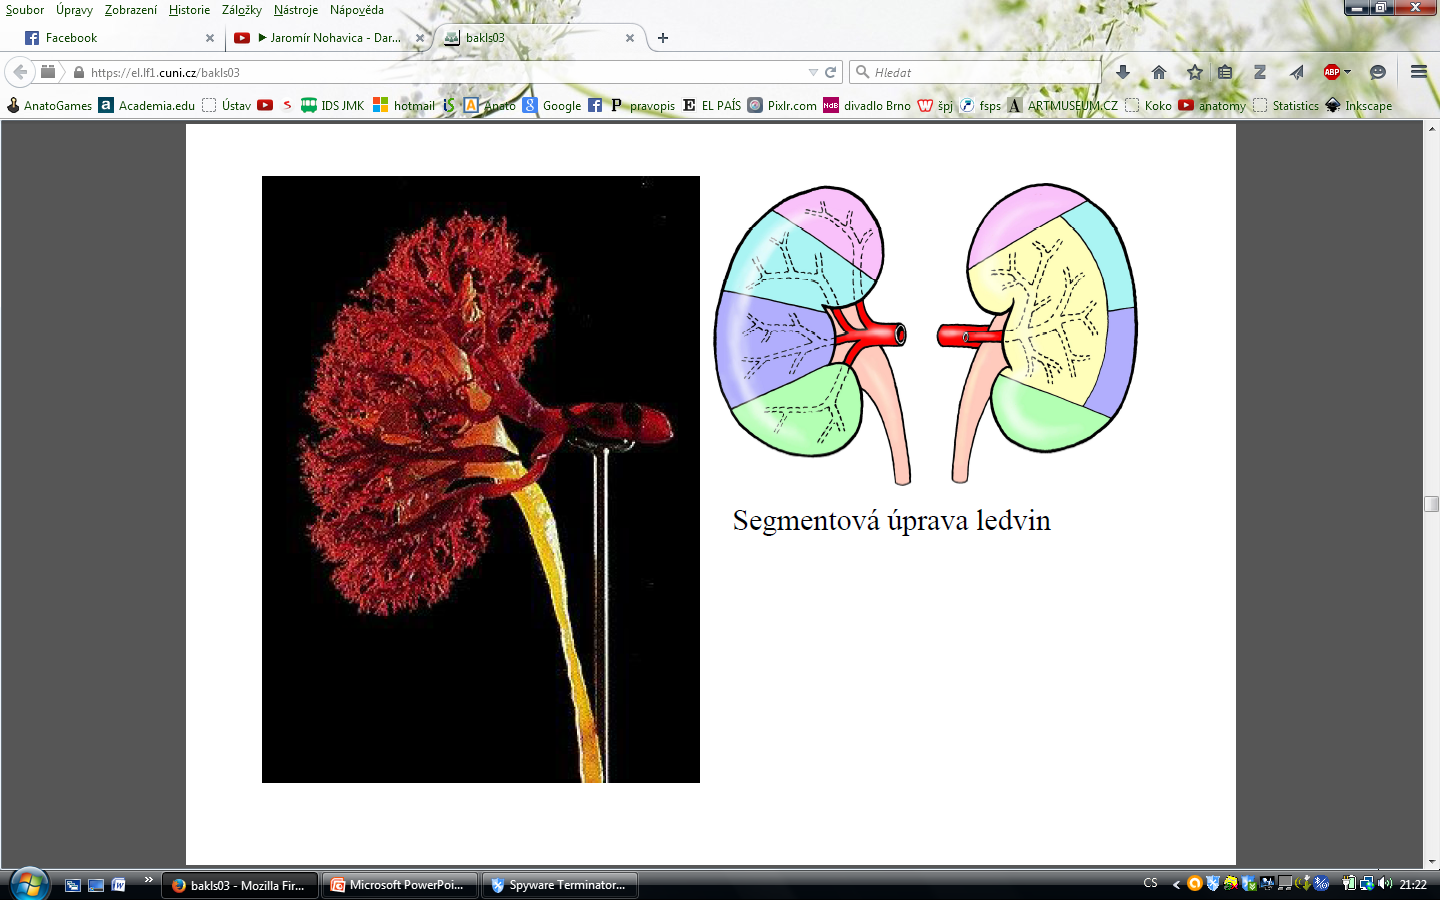 Soubor Úpravy Zobrazení Historie Záložky Nástroje Nápověda
Facebook
Jaromír Nohavica - Dar...
bakls03
https://el.lf1.cuni.cz/bakls03
Hledat
ABP
AnatoGames Academia.edu Ústav IDS JMK hotmail Anato Google pravopis EL PAÍS Pixlr.com divadlo Brno špj fsps ARTMUSEUM.CZ Koko anatomy Statistics Inkscape
Segmentová úprava ledvin
bakls03 - Mozilla Fir... Microsoft PowerPoi... Spyware Terminator... CS 21:22